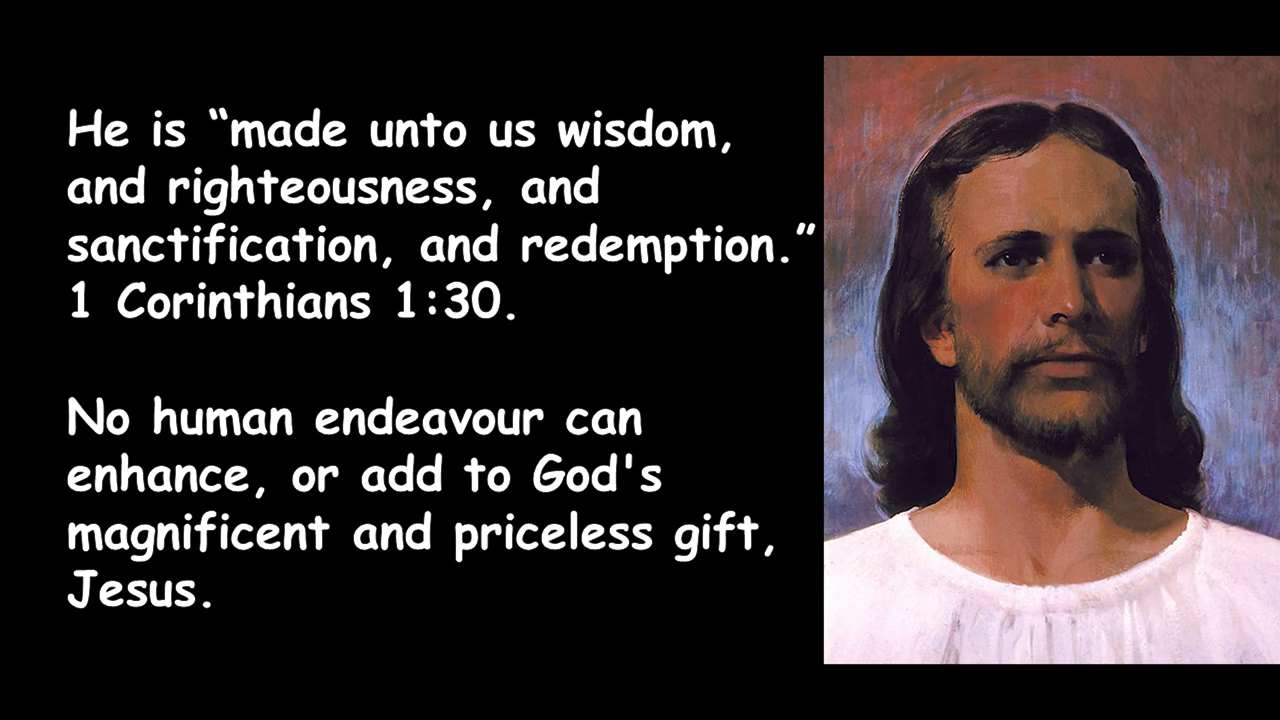 He is “made unto us wisdom,
and righteousness, and
sanctification, and redemption.”
1 Corinthians 1:30.
No human endeavour can
enhance, or add to God's
magnificent and priceless gift,
Jesus.